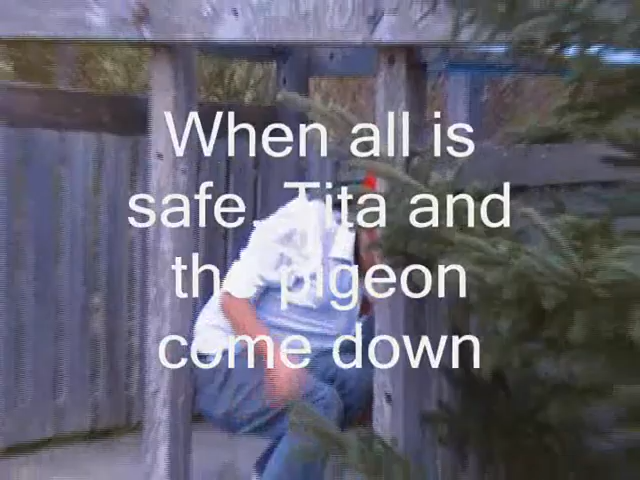 When all is
safe, Tita and
the pigeon
come down